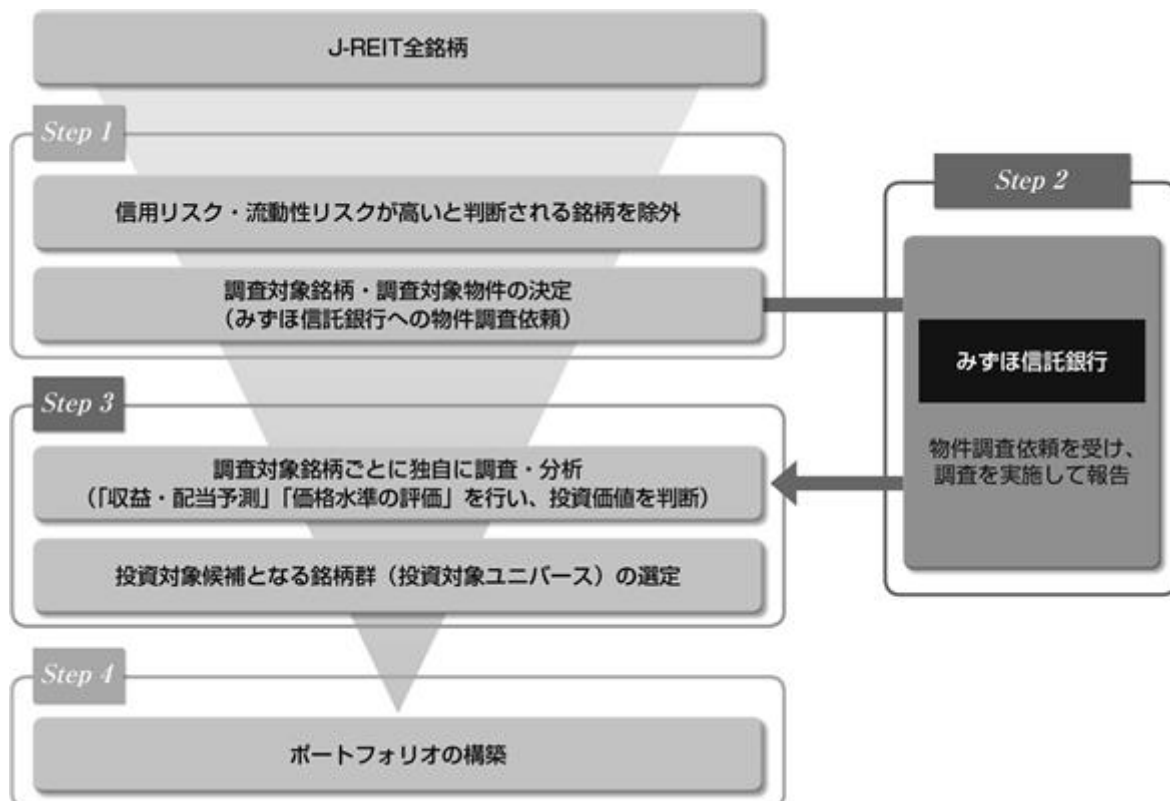 J-REIT全銘柄
Step 1
信用リスク・流動性リスクが高いと判断される銘柄を除外
調査対象銘柄・調査対象物件の決定
（みずほ信託銀行への物件調査依頼）
Step 2
みずほ信託銀行
物件調査依頼を受け、
調査を実施して報告
Step 3
調査対象銘柄ごとに独自に調査・分析
（「収益・配当予測」「価格水準の評価」を行い、投資価値を判断）
投資対象候補となる銘柄群（投資対象ユニバース）の選定
Step 4
ポートフォリオの構築